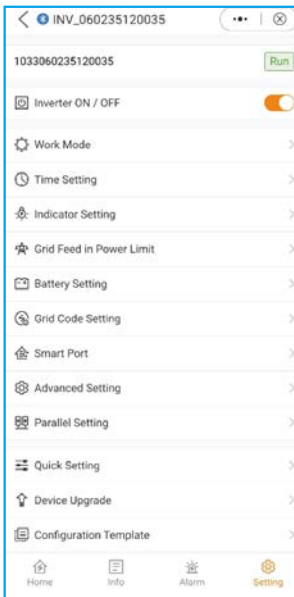 INV_060235120035
1033060235120035 Run
Inverter ON / OFF
Work Mode
Time Setting
Indicator Setting
Grid Feed in Power Limit
Battery Setting
Grid Code Setting
Smart Port
Advanced Setting
Parallel Setting
Quick Setting
Device Upgrade
Configuration Template
Home Info Alarm Setting